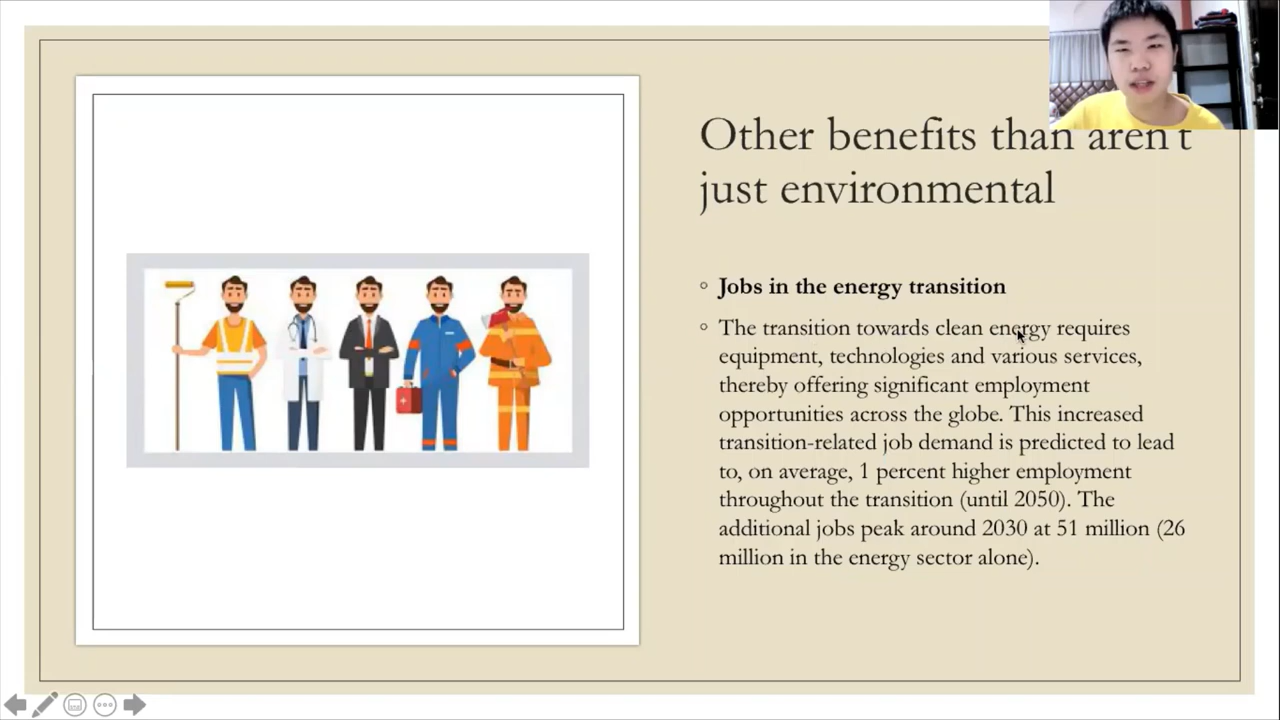 Other benefits than aren't
just environmental
Jobs in the energy transition
The transition towards clean energy requires
equipment, technologies and various services,
thereby offering significant employment
opportunities across the globe. This increased
transition-related job demand is predicted to lead
to, on average, 1 percent higher employment
throughout the transition (until 2050). The
additional jobs peak around 2030 at 51 million (26
million in the energy sector alone).